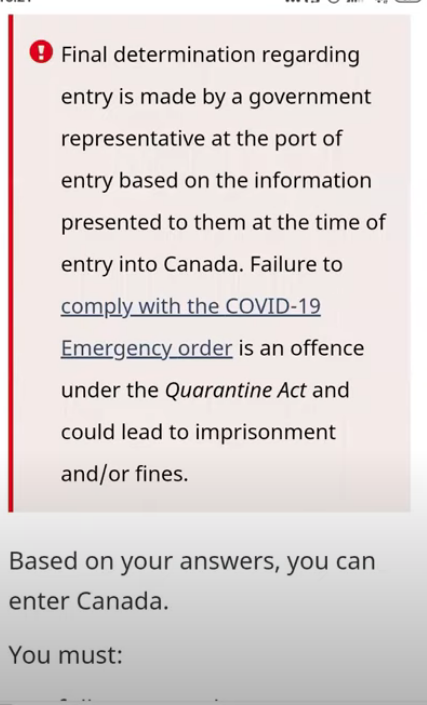 Final determination regarding
entry is made by a government
representative at the port of
entry based on the information
presented to them at the time of
entry into Canada. Failure to
comply with the COVID-19
Emergency order is an offence
under the Quarantine Act and
could lead to imprisonment
and/or fines.
Based on your answers, you can
enter Canada.
You must: